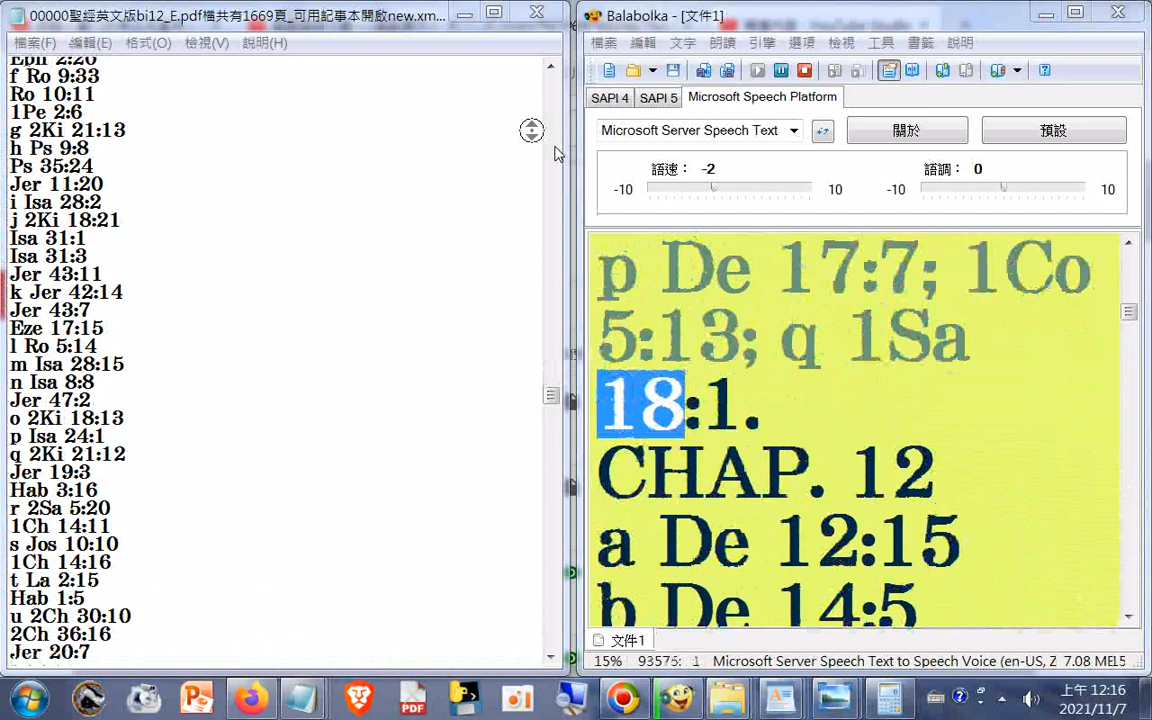 00000聖經英文版bi12_E.pdf檔共有1669頁_可用記事本開啟new.xm...
檔案(F) 編輯(E) 格式(O) 檢視(V) 說明(H)
Eph 2:20
f Ro 9:33
Ro 10:11
1Pe 2:6
g 2Ki 21:13
h Ps 9:8
Ps 35:24
Jer 11:20
i Isa 28:2
j 2Ki 18:21
Isa 31:1
Isa 31:3
Jer 43:11
k Jer 42:14
Jer 43:7
Eze 17:15
l Ro 5:14
m Isa 28:15
n Isa 8:8
Jer 47:2
o 2Ki 18:13
p Isa 24:1
q 2Ki 21:12
Jer 19:3
Hab 3:16
r 2Sa 5:20
1Ch 14:11
s Jos 10:10
1Ch 14:16
t La 2:15
Hab 1:5
u 2Ch 30:10
2Ch 36:16
Jer 20:7
Balabolka - [文件1]
檔案 編輯 文字 朗讀 引擎 選項 檢視 工具 書籤 說明
SAPI 4 SAPI 5 Microsoft Speech Platform
Microsoft Server Speech Text 關於 預設
語速： -2 語調： 0
-10 10 -10 10
p De 17:7; 1Co
5:13; q 1Sa
18:1.
CHAP. 12
a De 12:15
b De 14:5
文件1
15% 93575: 1 Microsoft Server Speech Text to Speech Voice (en-US, Z 7.08 МБ15
上午 12:16
2021/11/7